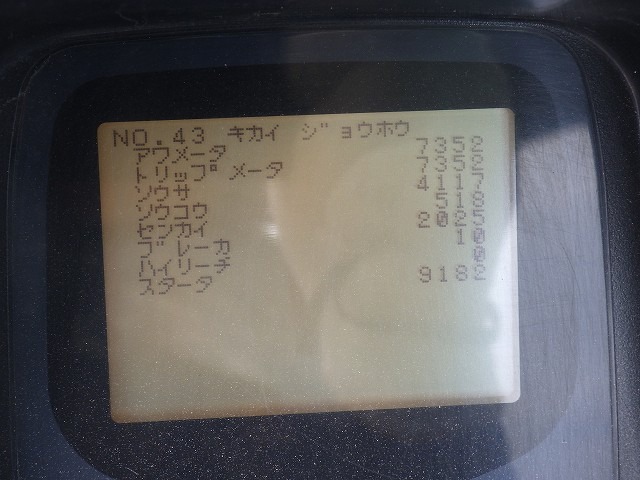 NO.43 キカイ ジョウホウ
アワメータ 7352
トリップメータ 7352
ソウサ 4117
ソウコウ 518
センカイ 2025
ブレーカ 10
ハイリーチ 0
スタータ 9182